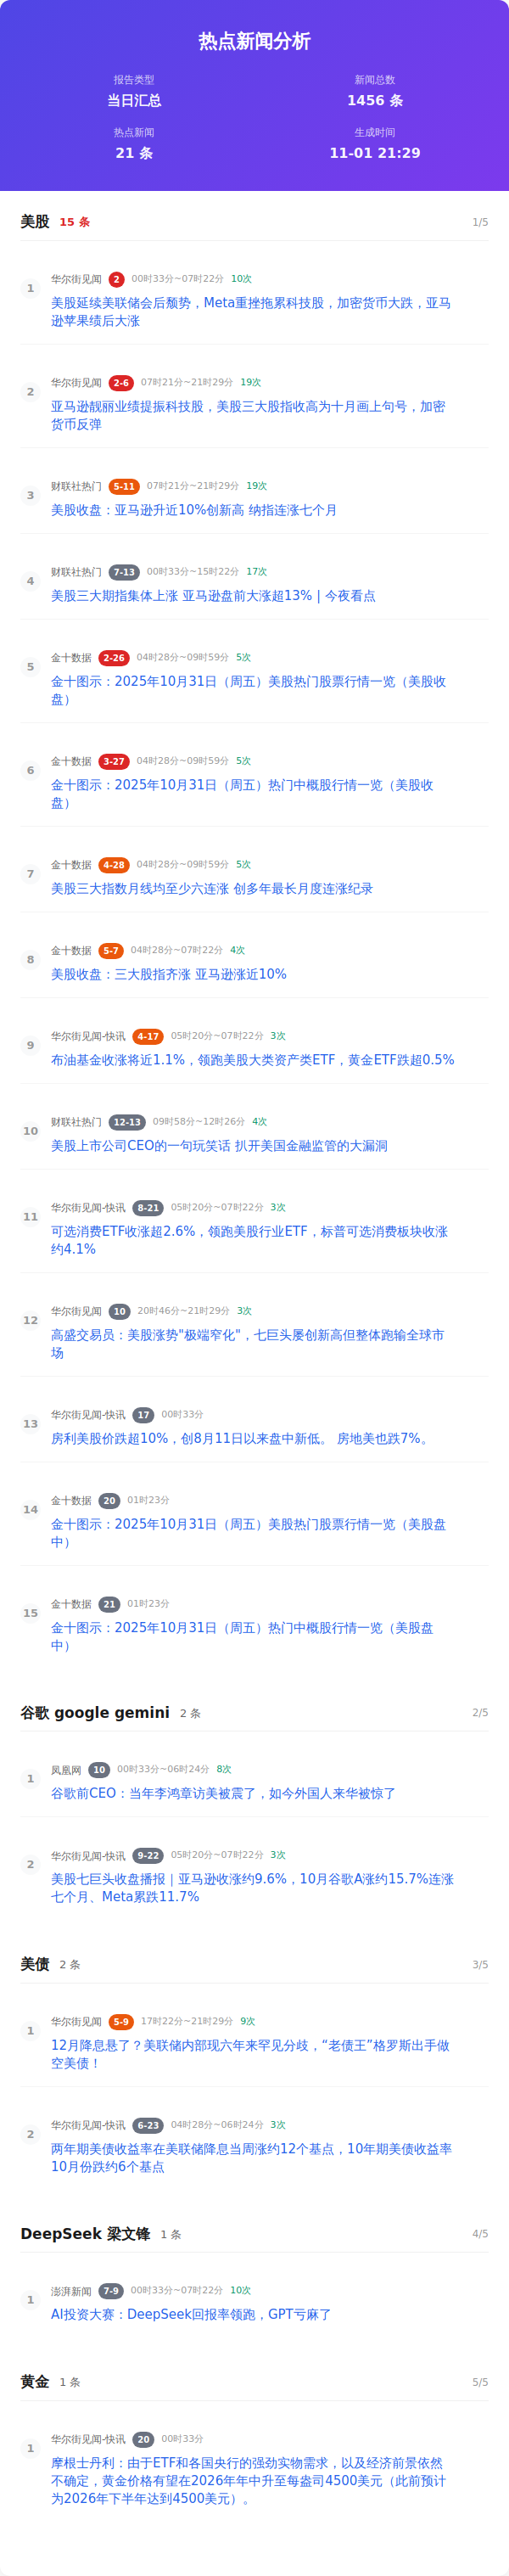 热点新闻分析
报告类型
当日汇总
新闻总数
1456 条
热点新闻
21 条
生成时间
11-01 21:29
美股 15 条 1/5
1 华尔街见闻 2 00时33分~07时22分 10次
美股延续美联储会后颓势，Meta重挫拖累科技股，加密货币大跌，亚马
逊苹果绩后大涨
2 华尔街见闻 2-6 07时21分~21时29分 19次
亚马逊靓丽业绩提振科技股，美股三大股指收高为十月画上句号，加密
货币反弹
3 财联社热门 5-11 07时21分~21时29分 19次
美股收盘：亚马逊升近10%创新高 纳指连涨七个月
4 财联社热门 7-13 00时33分~15时22分 17次
美股三大期指集体上涨 亚马逊盘前大涨超13% | 今夜看点
5 金十数据 2-26 04时28分~09时59分 5次
金十图示：2025年10月31日（周五）美股热门股票行情一览（美股收
盘）
6 金十数据 3-27 04时28分~09时59分 5次
金十图示：2025年10月31日（周五）热门中概股行情一览（美股收
盘）
7 金十数据 4-28 04时28分~09时59分 5次
美股三大指数月线均至少六连涨 创多年最长月度连涨纪录
8 金十数据 5-7 04时28分~07时22分 4次
美股收盘：三大股指齐涨 亚马逊涨近10%
9 华尔街见闻-快讯 4-17 05时20分~07时22分 3次
布油基金收涨将近1.1%，领跑美股大类资产类ETF，黄金ETF跌超0.5%
10 财联社热门 12-13 09时58分~12时26分 4次
美股上市公司CEO的一句玩笑话 扒开美国金融监管的大漏洞
11 华尔街见闻-快讯 8-21 05时20分~07时22分 3次
可选消费ETF收涨超2.6%，领跑美股行业ETF，标普可选消费板块收涨
约4.1%
12 华尔街见闻 10 20时46分~21时29分 3次
高盛交易员：美股涨势"极端窄化"，七巨头屡创新高但整体跑输全球市
场
13 华尔街见闻-快讯 17 00时33分
房利美股价跌超10%，创8月11日以来盘中新低。 房地美也跌7%。
14 金十数据 20 01时23分
金十图示：2025年10月31日（周五）美股热门股票行情一览（美股盘
中）
15 金十数据 21 01时23分
金十图示：2025年10月31日（周五）热门中概股行情一览（美股盘
中）
谷歌 google gemini 2 条 2/5
1 凤凰网 10 00时33分~06时24分 8次
谷歌前CEO：当年李鸿章访美被震了，如今外国人来华被惊了
2 华尔街见闻-快讯 9-22 05时20分~07时22分 3次
美股七巨头收盘播报｜亚马逊收涨约9.6%，10月谷歌A涨约15.7%连涨
七个月、Meta累跌11.7%
美债 2 条 3/5
1 华尔街见闻 5-9 17时22分~21时29分 9次
12月降息悬了？美联储内部现六年来罕见分歧，“老债王”格罗斯出手做
空美债！
2 华尔街见闻-快讯 6-23 04时28分~06时24分 3次
两年期美债收益率在美联储降息当周涨约12个基点，10年期美债收益率
10月份跌约6个基点
DeepSeek 梁文锋 1 条 4/5
1 澎湃新闻 7-9 00时33分~07时22分 10次
AI投资大赛：DeepSeek回报率领跑，GPT亏麻了
黄金 1 条 5/5
1 华尔街见闻-快讯 20 00时33分
摩根士丹利：由于ETF和各国央行的强劲实物需求，以及经济前景依然
不确定，黄金价格有望在2026年年中升至每盎司4500美元（此前预计
为2026年下半年达到4500美元）。